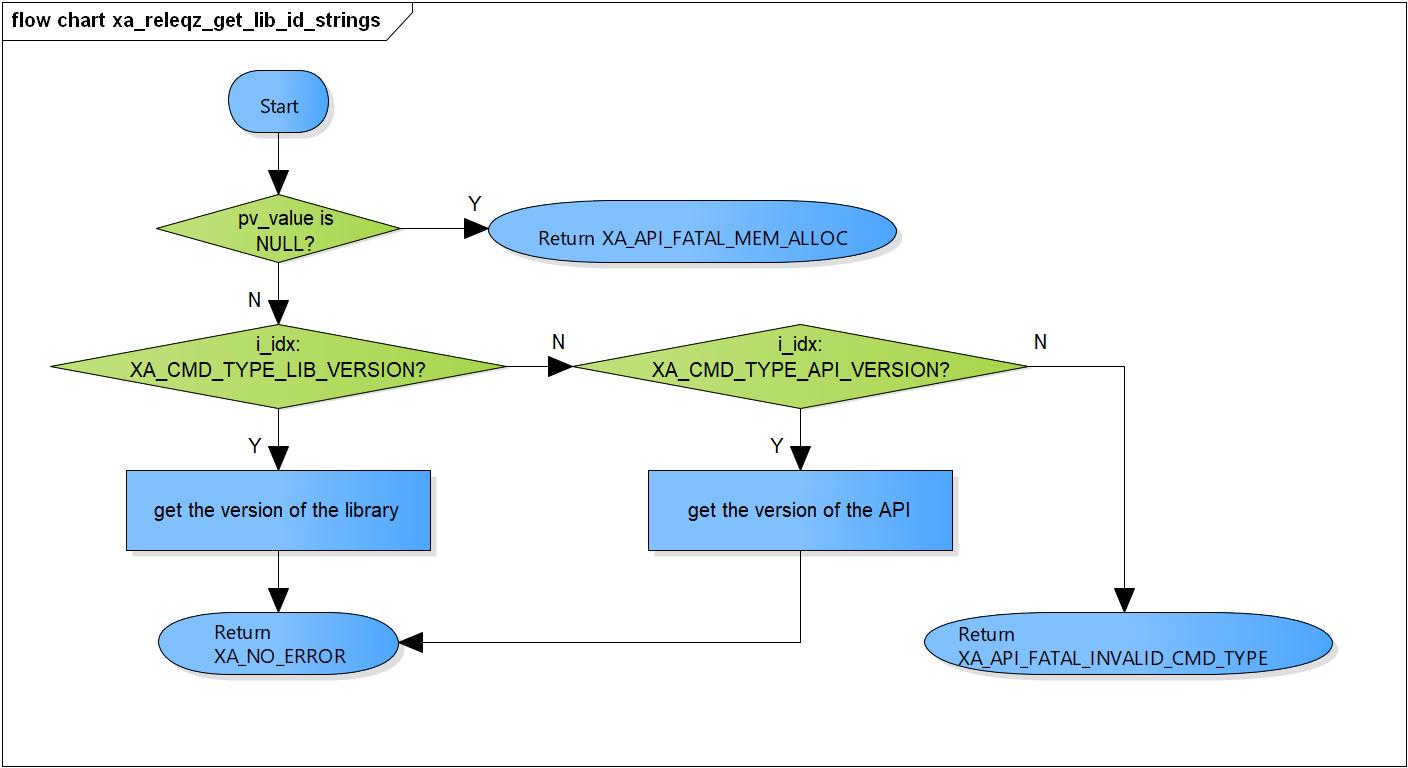 flow chart xa_releqz_get_lib_id_strings
Start
pv_value is
NULL?
Y
Return XA_API_FATAL_MEM_ALLOC
N
i_idx:
XA_CMD_TYPE_LIB_VERSION?
N
i_idx:
XA_CMD_TYPE_API_VERSION?
N
Y
Y
get the version of the library
get the version of the API
Return
XA_NO_ERROR
Return
XA_API_FATAL_INVALID_CMD_TYPE